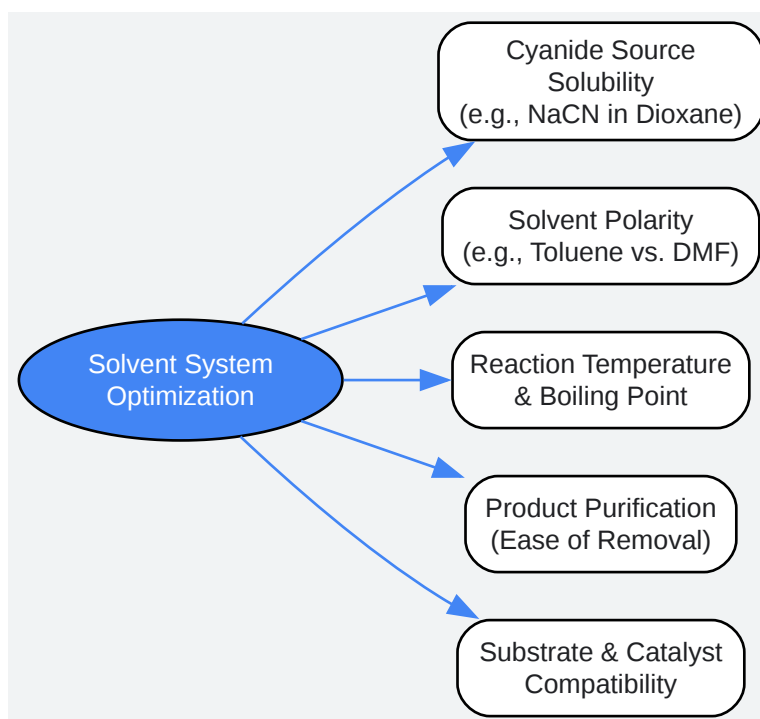 Cyanide Source
Solubility
(e.g., NaCN in Dioxane)
Solvent Polarity
(e.g., Toluene vs. DMF)
Solvent System
Optimization
Reaction Temperature
& Boiling Point
Product Purification
(Ease of Removal)
Substrate & Catalyst
Compatibility